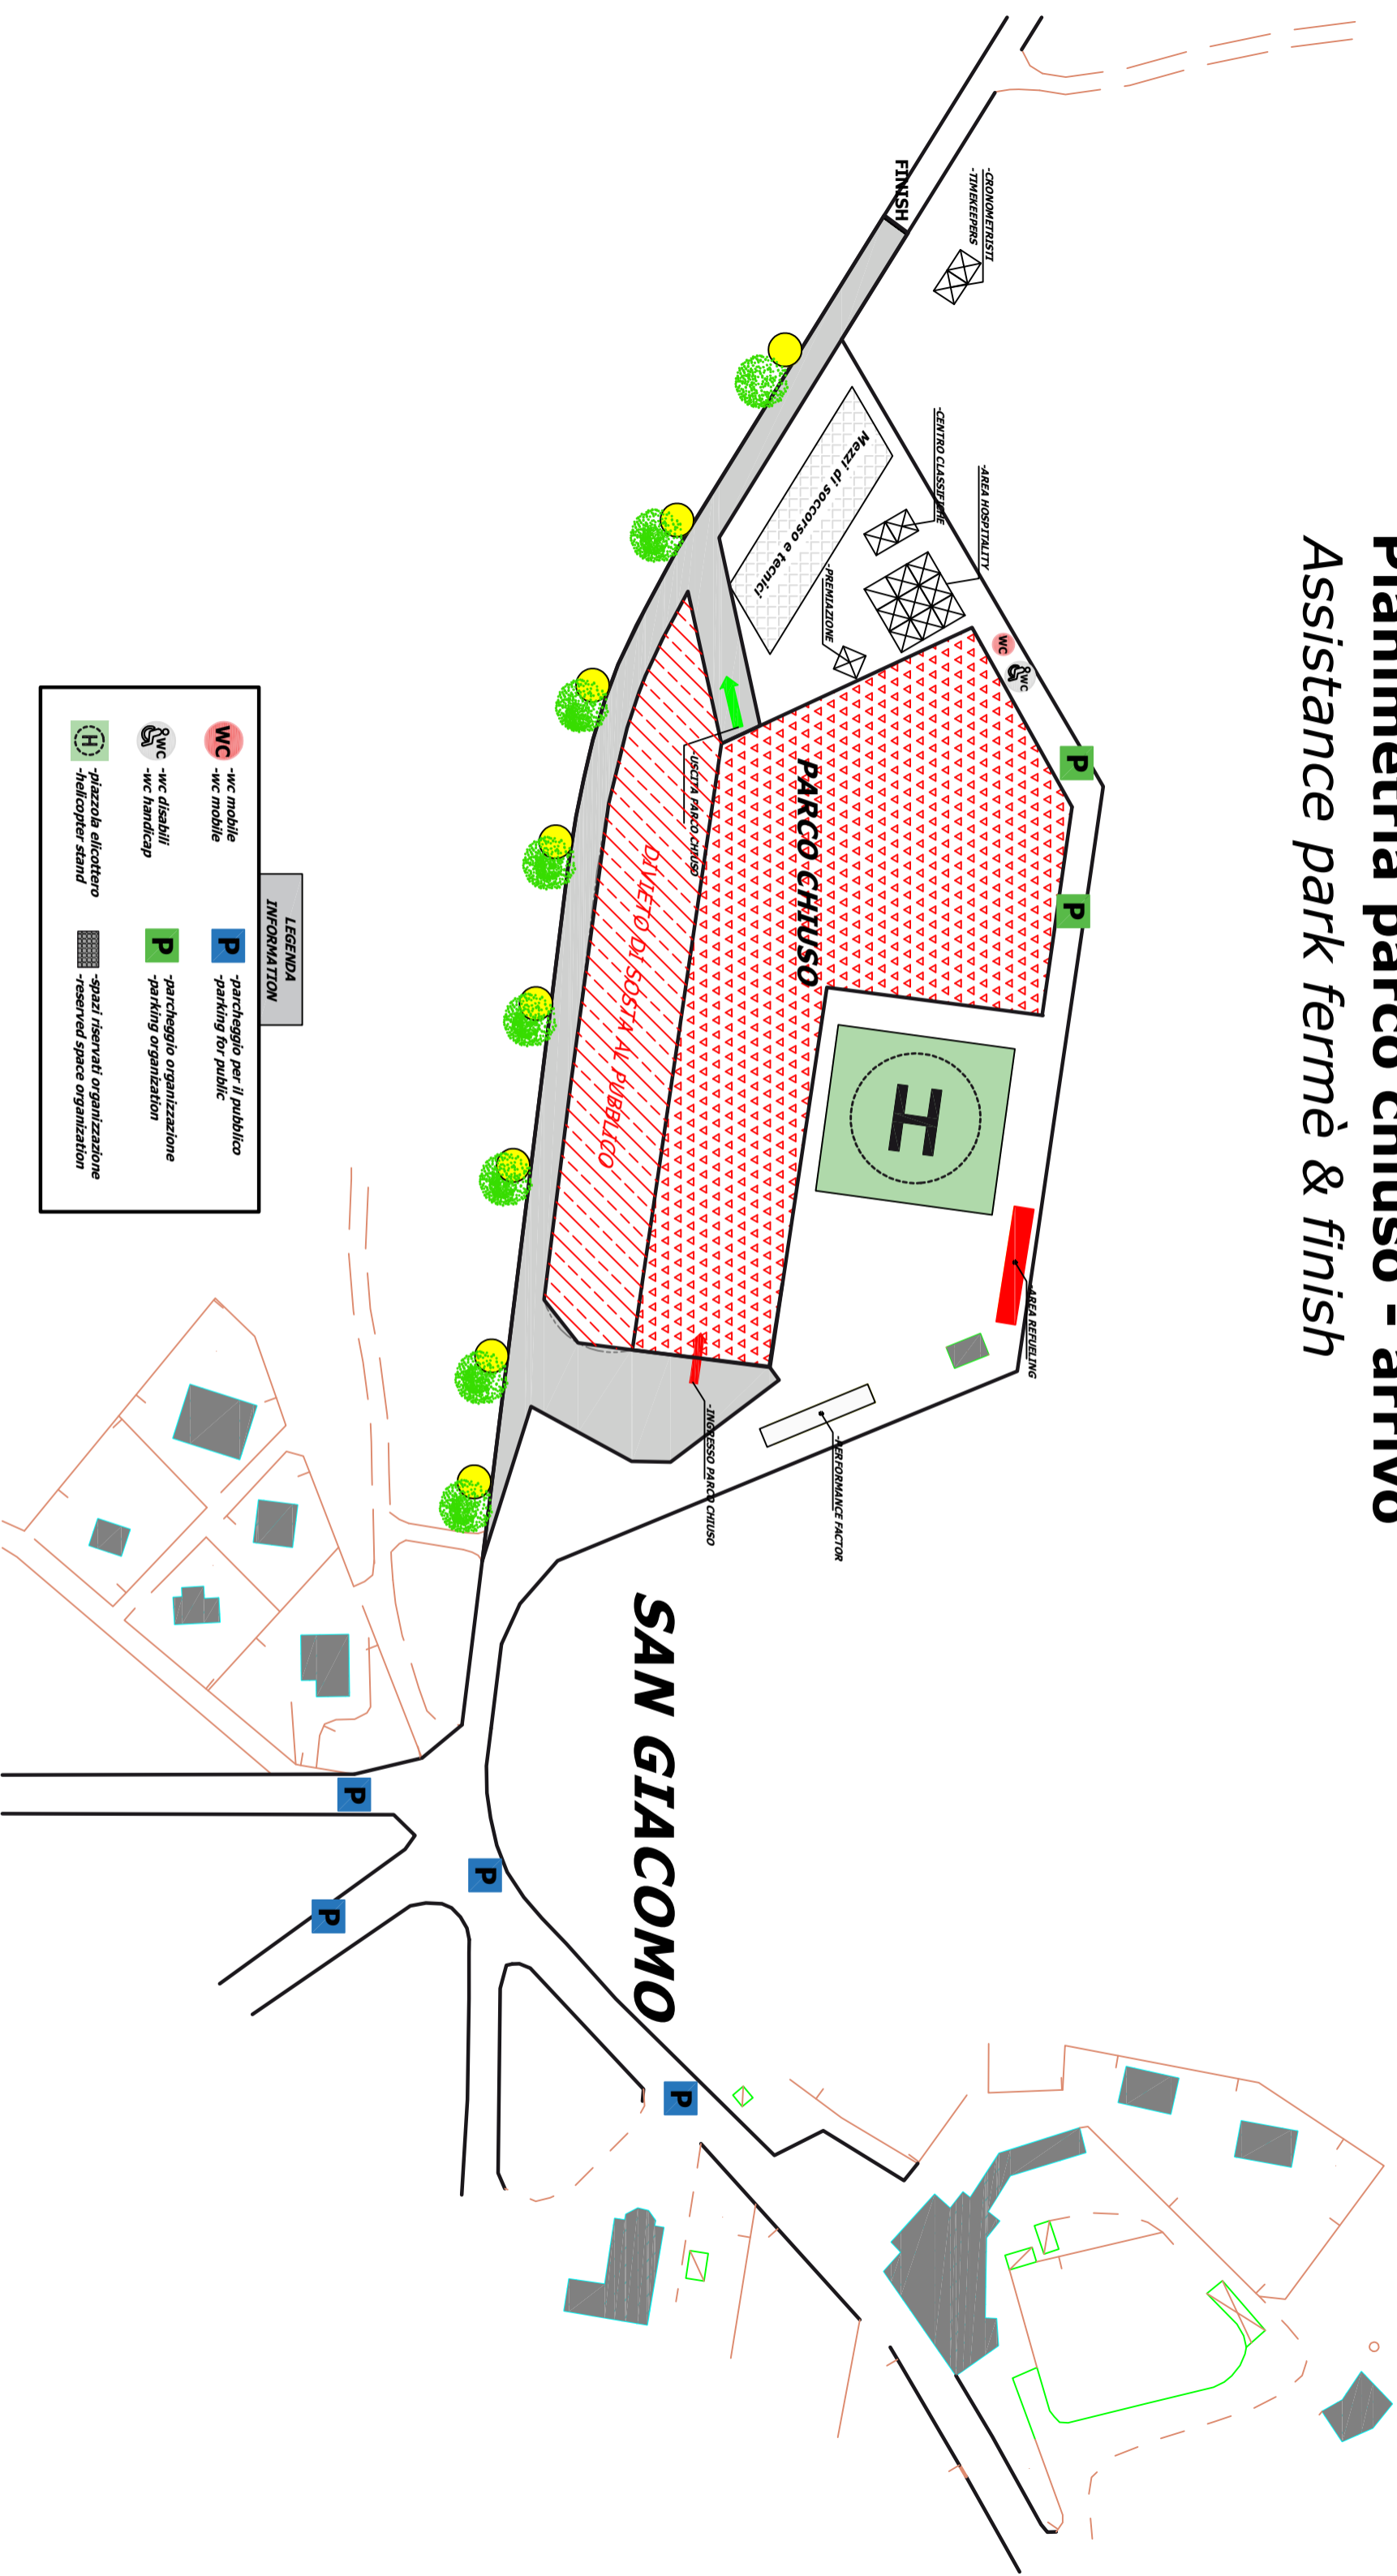 Planimetria parco chiuso - arrivo
Assistance park fermè & finish
-CRONOMETRISTI
-TIMEKEEPERS
FINISH
-AREA HOSPITALITY
-CENTRO CLASSIFICHE
Mezzi di soccorso e tecnici
-PREMIAZIONE
WC
WC
P
P
PARCO CHIUSO
-USCITA PARCO CHIUSO
DIVIETO DI SOSTA AL PUBBLICO
H
-AREA REFUELING
-PERFORMANCE FACTOR
-INGRESSO PARCO CHIUSO
SAN GIACOMO
P
P
P
P
LEGENDA
INFORMATION
WC
-wc mobile
-wc mobile
WC
-wc disabili
-wc handicap
H
-piazzola elicottero
-helicopter stand
P
-parcheggio per il pubblico
-parking for public
P
-parcheggio organizzazione
-parking organization
-spazi riservati organizzazione
-reserved space organization